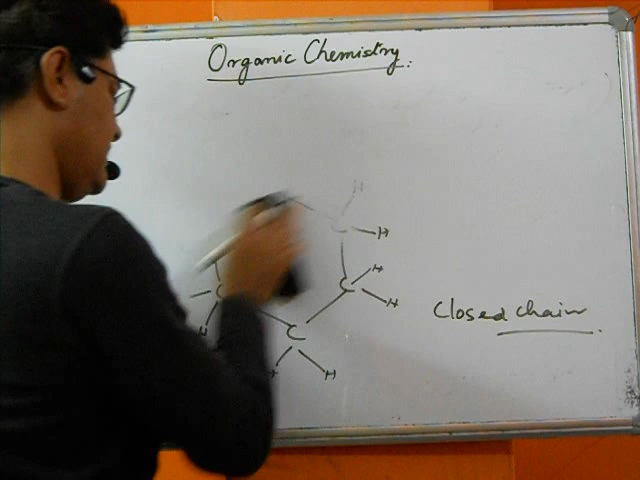 Organic Chemistry.
H
C H
H
C C H
H C
H H
Closed chain.